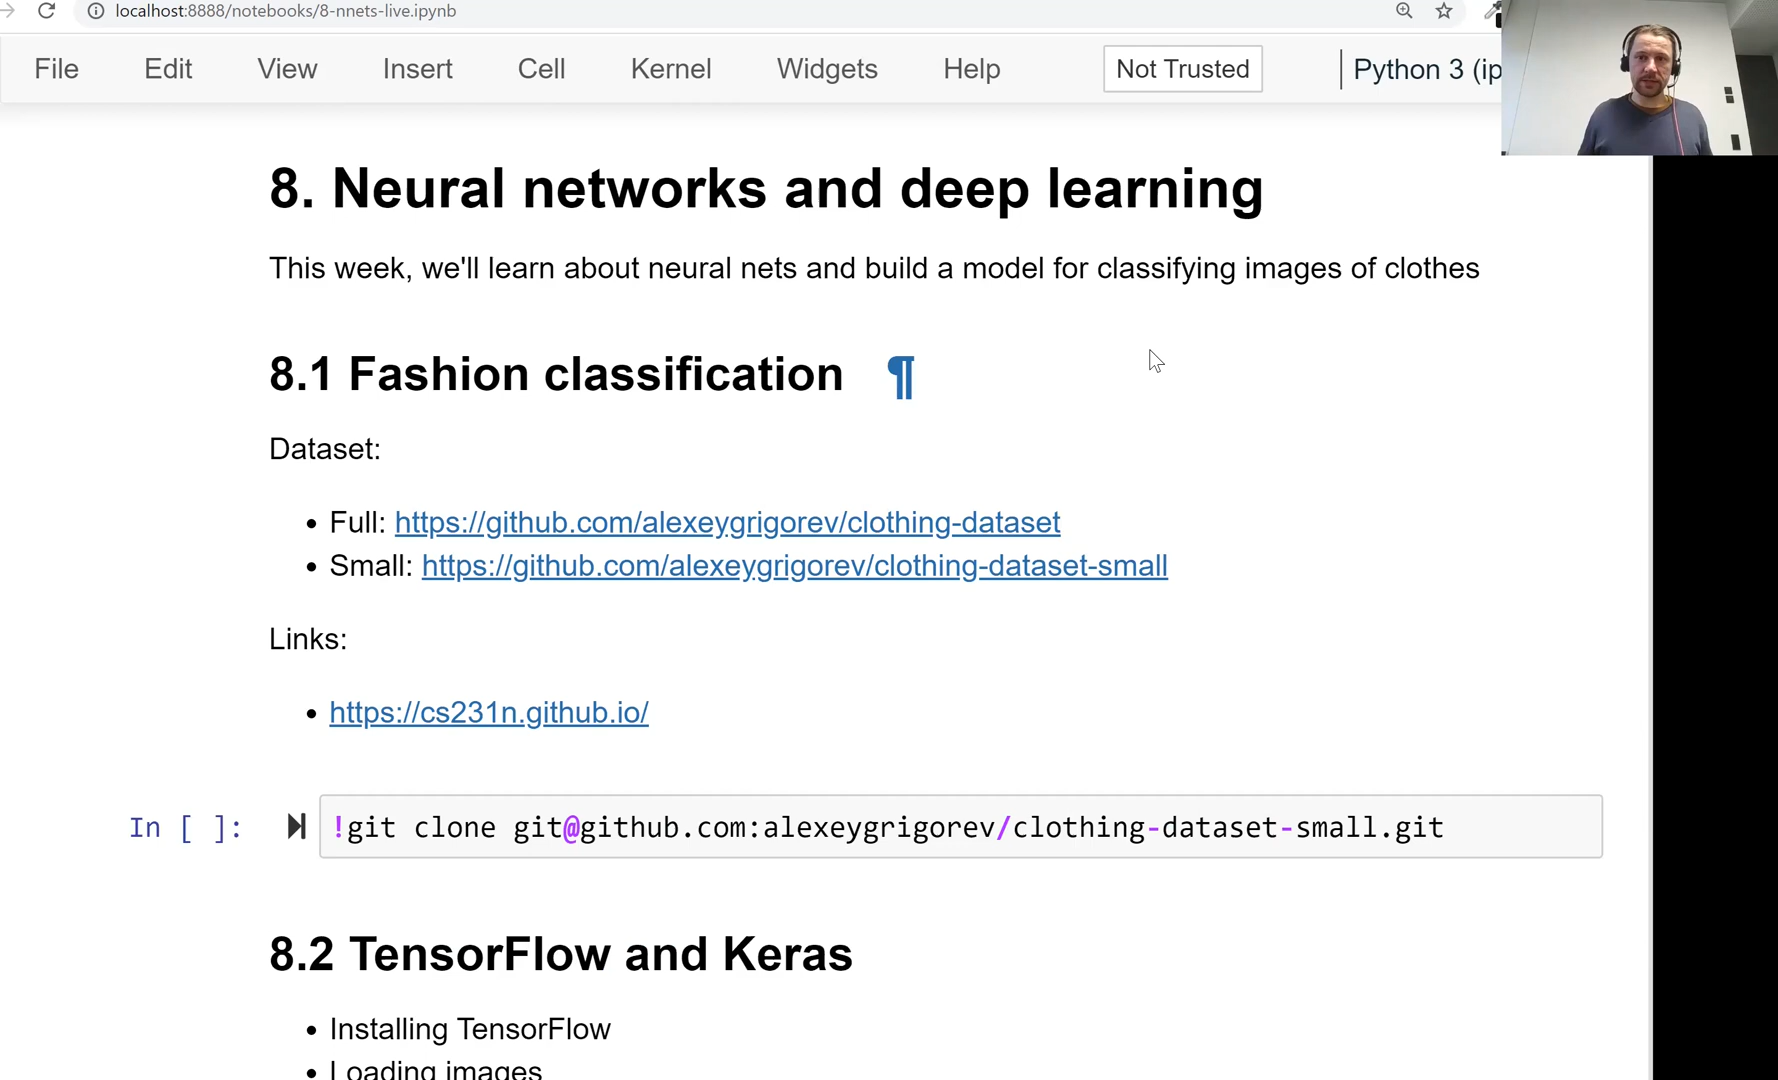 localhost:8888/notebooks/8-nnets-live.ipynb
File Edit View Insert Cell Kernel Widgets Help Not Trusted Python 3 (ip
8. Neural networks and deep learning
This week, we'll learn about neural nets and build a model for classifying images of clothes
8.1 Fashion classification ¶
Dataset:
• Full: https://github.com/alexeygrigorev/clothing-dataset
• Small: https://github.com/alexeygrigorev/clothing-dataset-small
Links:
• https://cs231n.github.io/
In [ ]: !git clone git@github.com:alexeygrigorev/clothing-dataset-small.git
8.2 TensorFlow and Keras
• Installing TensorFlow
• Loading images